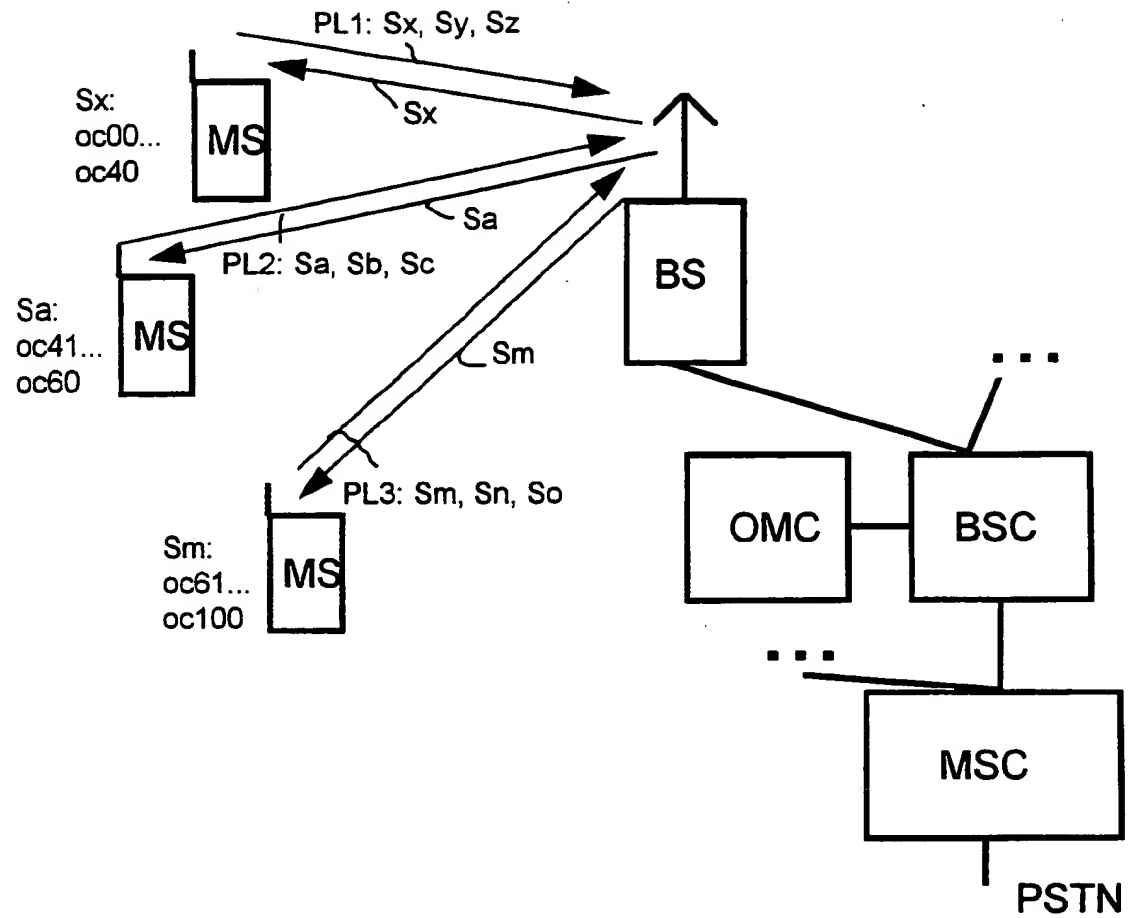 PL1: Sx, Sy, Sz
Sx
Sx:
oc00...
oc40
MS
Sa
PL2: Sa, Sb, Sc
BS
Sa:
oc41...
oc60
MS
Sm
...
PL3: Sm, Sn, So
OMC
BSC
Sm:
oc61...
oc100
MS
...
MSC
PSTN